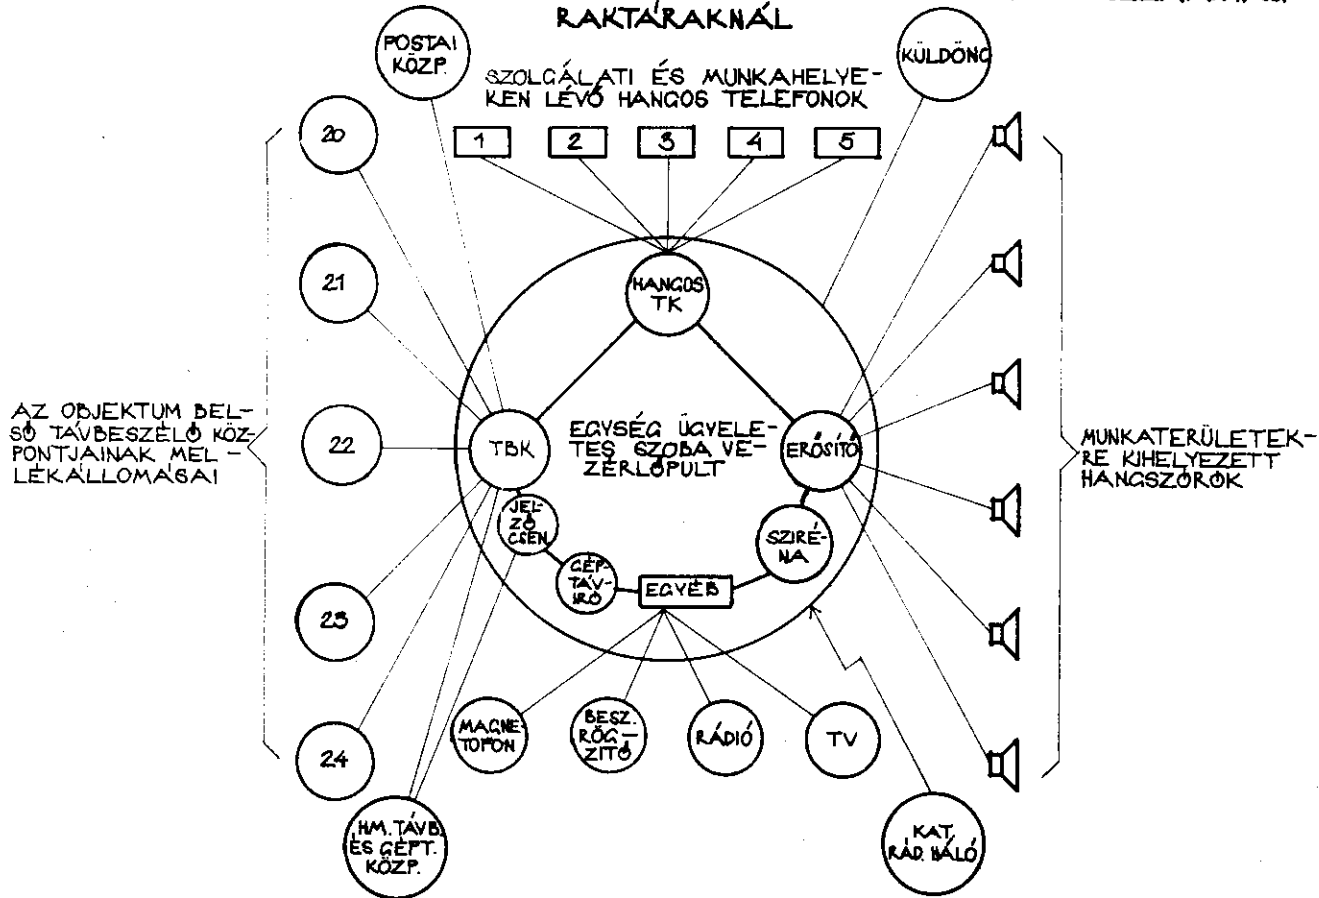 RAKTÁRAKNÁL
POSTAI
KÖZP.
KÜLDÖNC
SZOLGÁLATI ÉS MUNKAHELYE-
KEN LÉVŐ HANGOS TELEFONOK
1
2
3
4
5
20
21
22
23
24
AZ OBJEKTUM BEL-
SŐ TÁVBESZÉLŐ KÖZ-
PONTJAINAK MEL-
LÉKÁLLOMÁSAI
HANGOS
TK
TBK
EGYSÉG ÜGYELE-
TES SZOBA VE-
ZÉRLŐPULT
ERŐSÍTŐ
JEL-
ZŐ
CSEN.
GÉP-
TÁV-
IRÓ
EGYÉB
SZIRÉ-
NA
MUNKATERÜLETEK-
RE KIHELYEZETT
HANGSZÓRÓK
MAGNE-
TOFON
BESZ.
RÖG-
ZITŐ
RÁDIÓ
TV
HM. TÁVB.
ÉS GÉPT.
KÖZP.
KAT.
RÁD. HÁLÓ